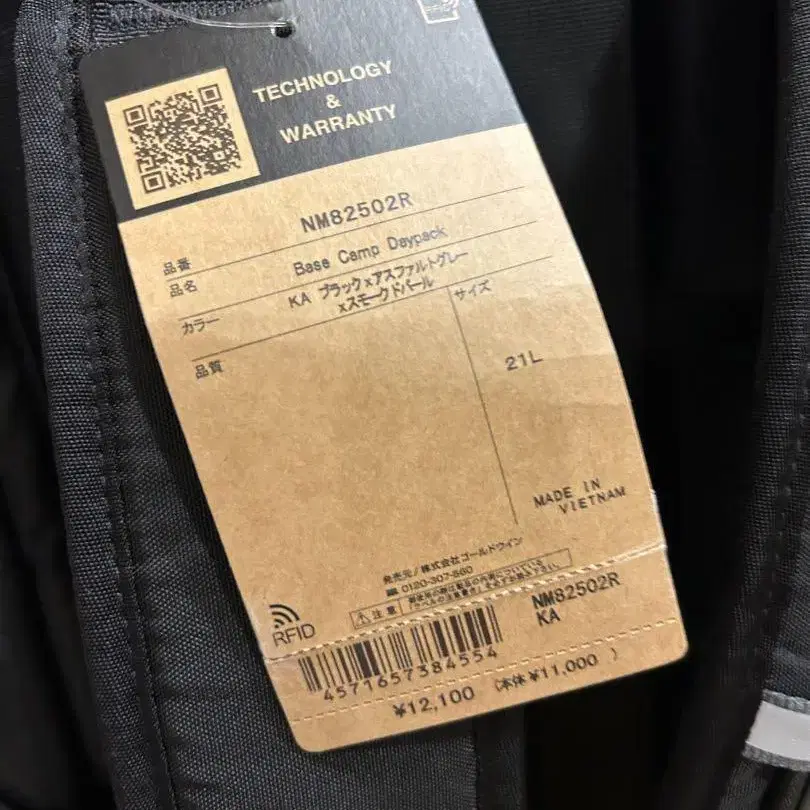 RFID
TECHNOLOGY
&
WARRANTY
品番 NM82502R
品名 Base Camp Daypack
カラー KA ブラック×アスファルトグレー
×スモークドパール
品質
サイズ
21L
MADE IN
VIETNAM
発売元/株式会社ゴールドウイン
0120-307-560
注意
RFID
NM82502R
KA
4571657384554
¥12,100 (本体¥11,000 )